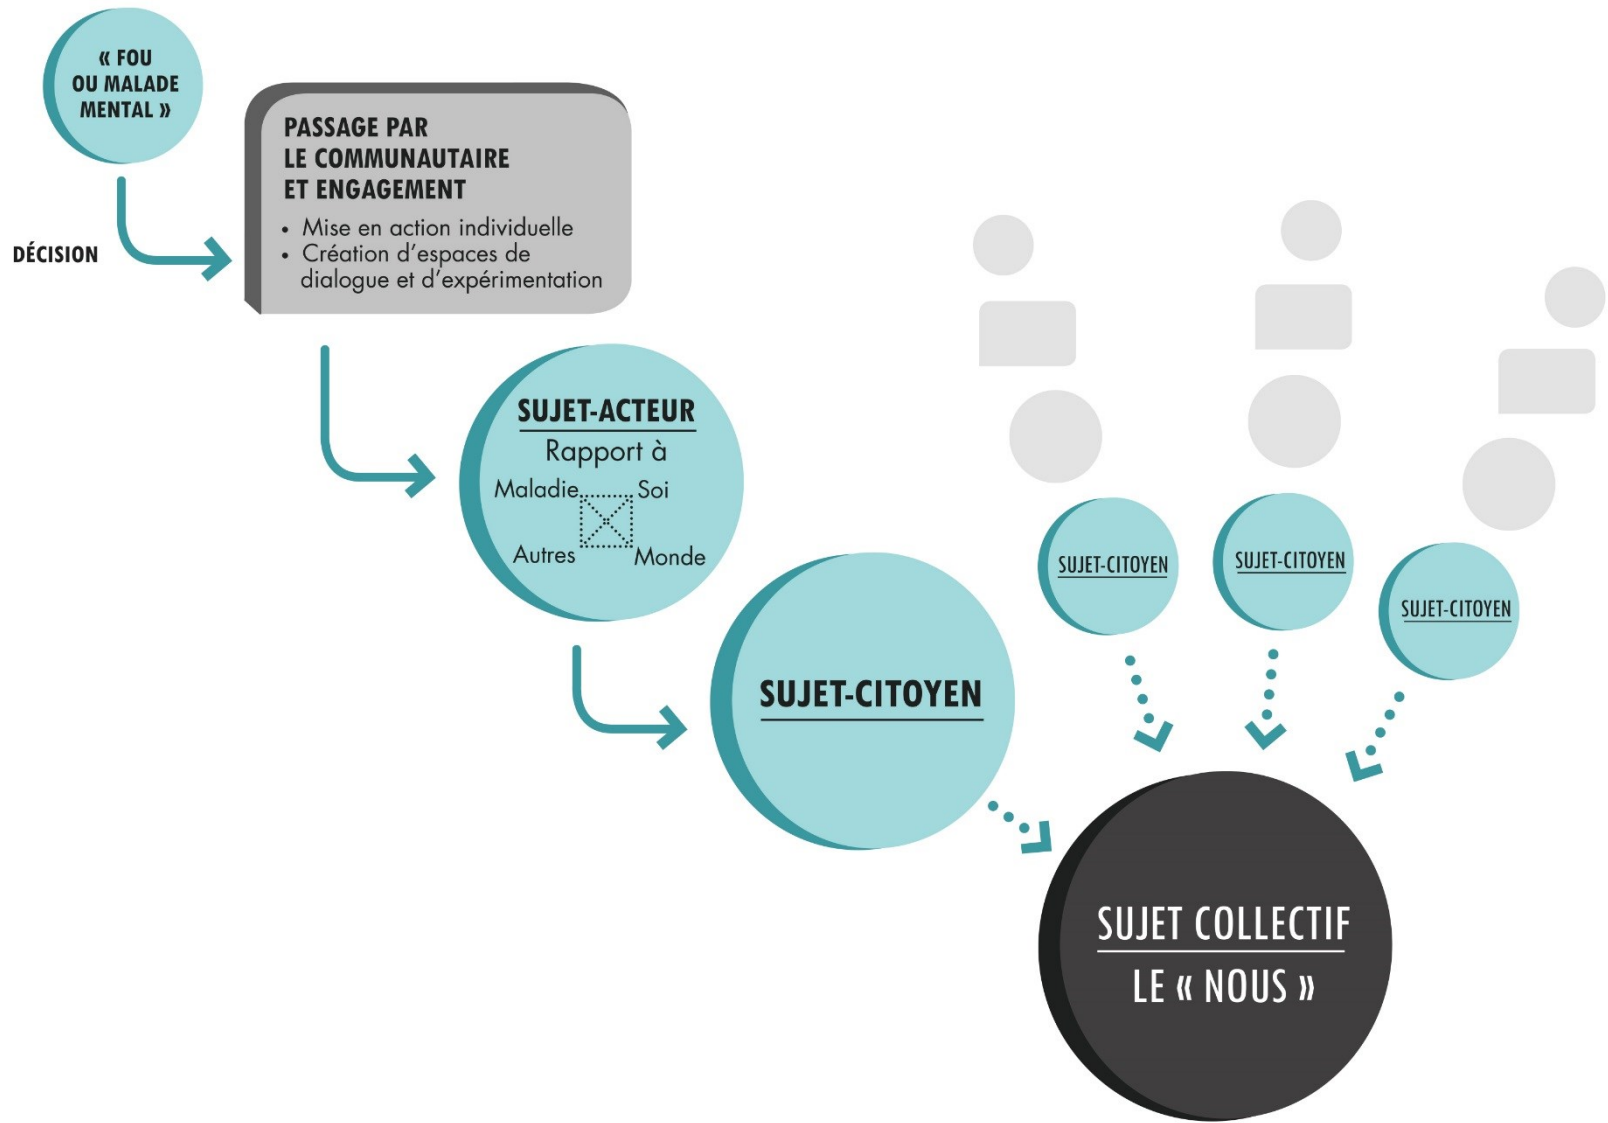 « FOU
OU MALADE
MENTAL »
DÉCISION
PASSAGE PAR
LE COMMUNAUTAIRE
ET ENGAGEMENT
• Mise en action individuelle
• Création d'espaces de
dialogue et d'expérimentation
SUJET-ACTEUR
Rapport à
Maladie Soi
Autres Monde
SUJET-CITOYEN
SUJET-CITOYEN
SUJET-CITOYEN
SUJET-CITOYEN
SUJET COLLECTIF
LE « NOUS »